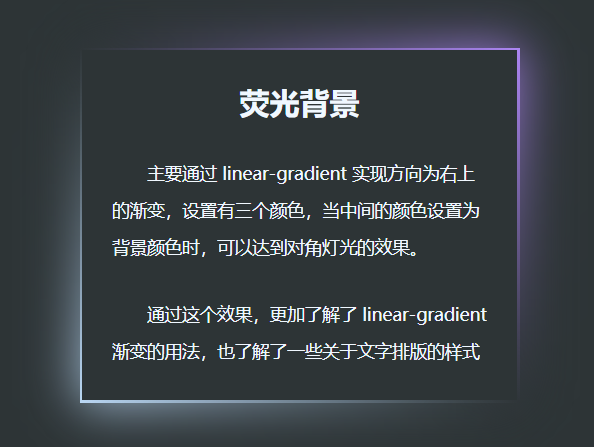 荧光背景
主要通过 linear-gradient 实现方向为右上
的渐变，设置有三个颜色，当中间的颜色设置为
背景颜色时，可以达到对角灯光的效果。
通过这个效果，更加了解了 linear-gradient
渐变的用法，也了解了一些关于文字排版的样式